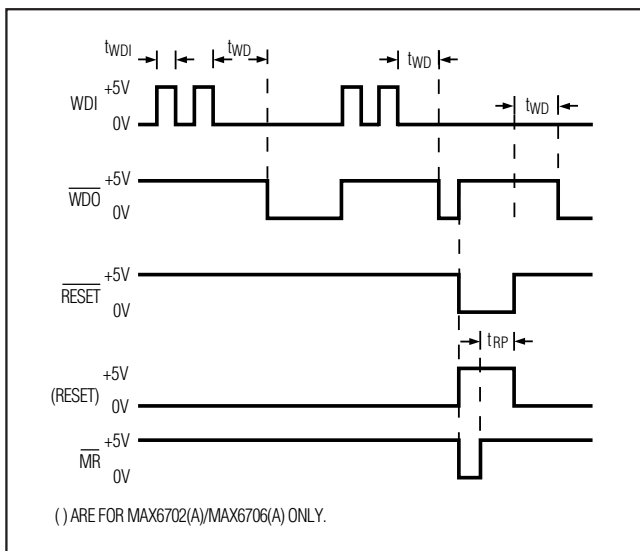 tWDI tWD tWD
WDI +5V
0V
tWD
WDO +5V
0V
RESET +5V
0V
tRP
(RESET) +5V
0V
MR +5V
0V
( ) ARE FOR MAX6702(A)/MAX6706(A) ONLY.